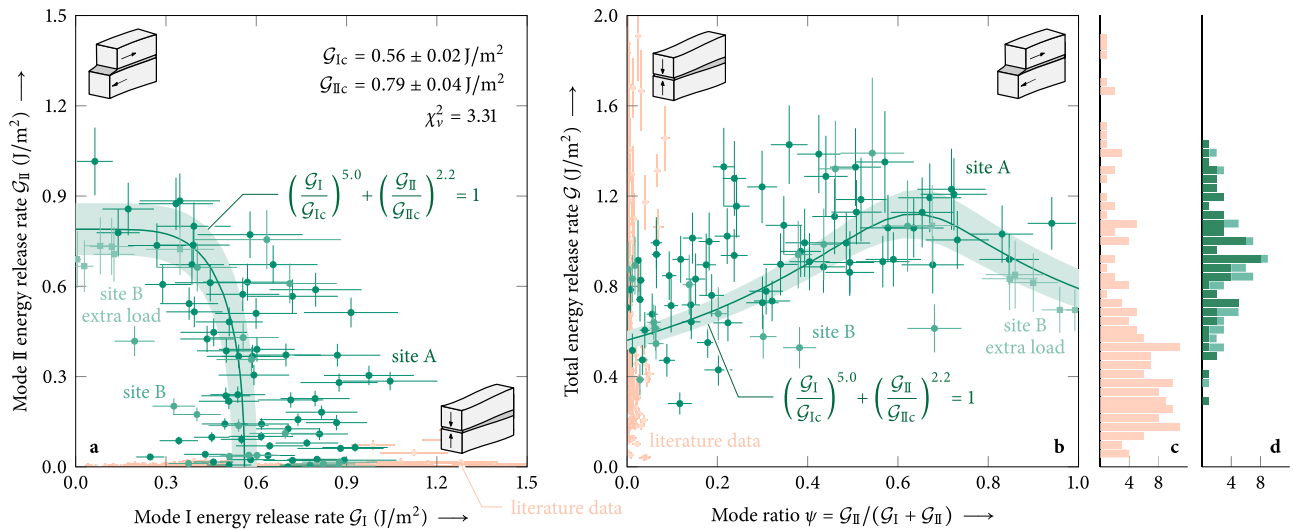 1.5
1.2
0.9
0.6
0.3
0.0
Mode Ⅱ energy release rate 𝒢Ⅱ (J/m²) ⟶
𝒢Ⅰc = 0.56 ± 0.02 J/m²
𝒢Ⅱc = 0.79 ± 0.04 J/m²
χ²ᵥ = 3.31
(𝒢Ⅰ/𝒢Ⅰc)^5.0 + (𝒢Ⅱ/𝒢Ⅱc)^2.2 = 1
site B
extra load
site A
site B
a
0.0 0.3 0.6 0.9 1.2 1.5
Mode Ⅰ energy release rate 𝒢Ⅰ (J/m²) ⟶
literature data
2.0
1.6
1.2
0.8
0.4
0.0
Total energy release rate 𝒢 (J/m²) ⟶
site A
site B
site B
extra load
(𝒢Ⅰ/𝒢Ⅰc)^5.0 + (𝒢Ⅱ/𝒢Ⅱc)^2.2 = 1
literature data
b
0.0 0.2 0.4 0.6 0.8 1.0
Mode ratio ψ = 𝒢Ⅱ/(𝒢Ⅰ + 𝒢Ⅱ) ⟶
c
4 8
d
4 8